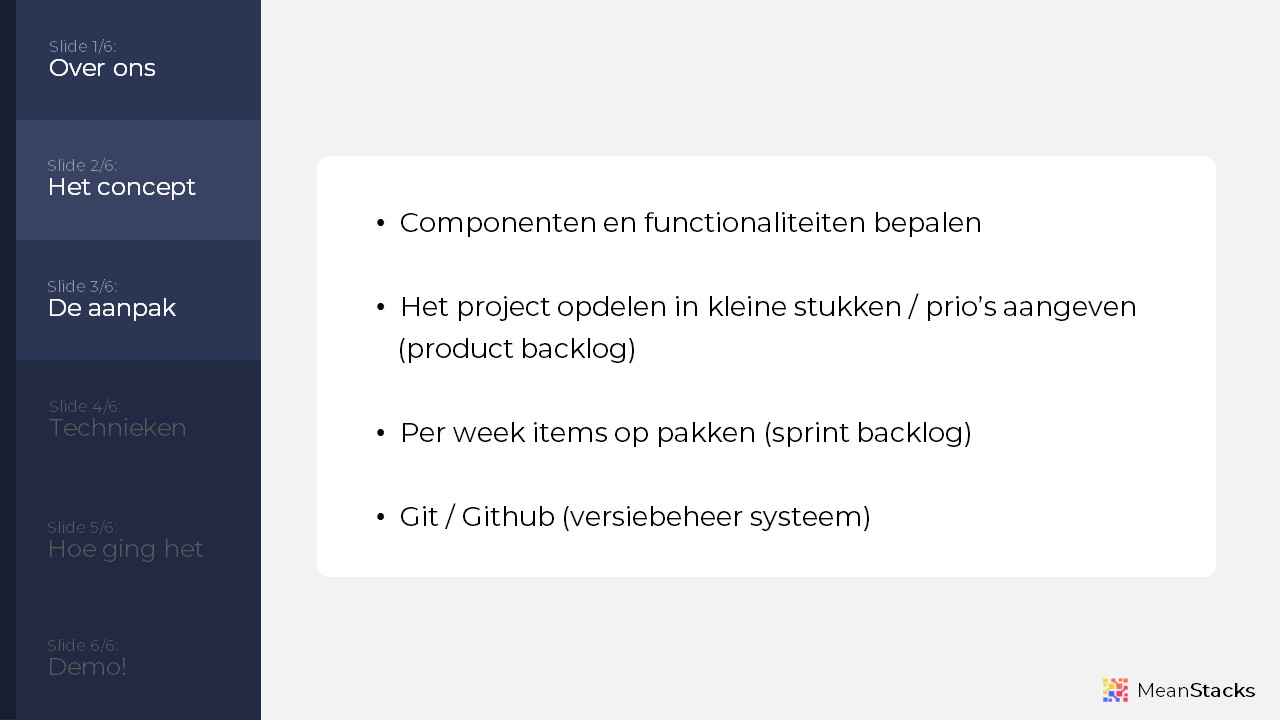 Slide 1/6:
Over ons
Slide 2/6:
Het concept
Slide 3/6:
De aanpak
Slide 4/6:
Technieken
Slide 5/6:
Hoe ging het
Slide 6/6:
Demo!
• Componenten en functionaliteiten bepalen
• Het project opdelen in kleine stukken / prio’s aangeven
(product backlog)
• Per week items op pakken (sprint backlog)
• Git / Github (versiebeheer systeem)
MeanStacks